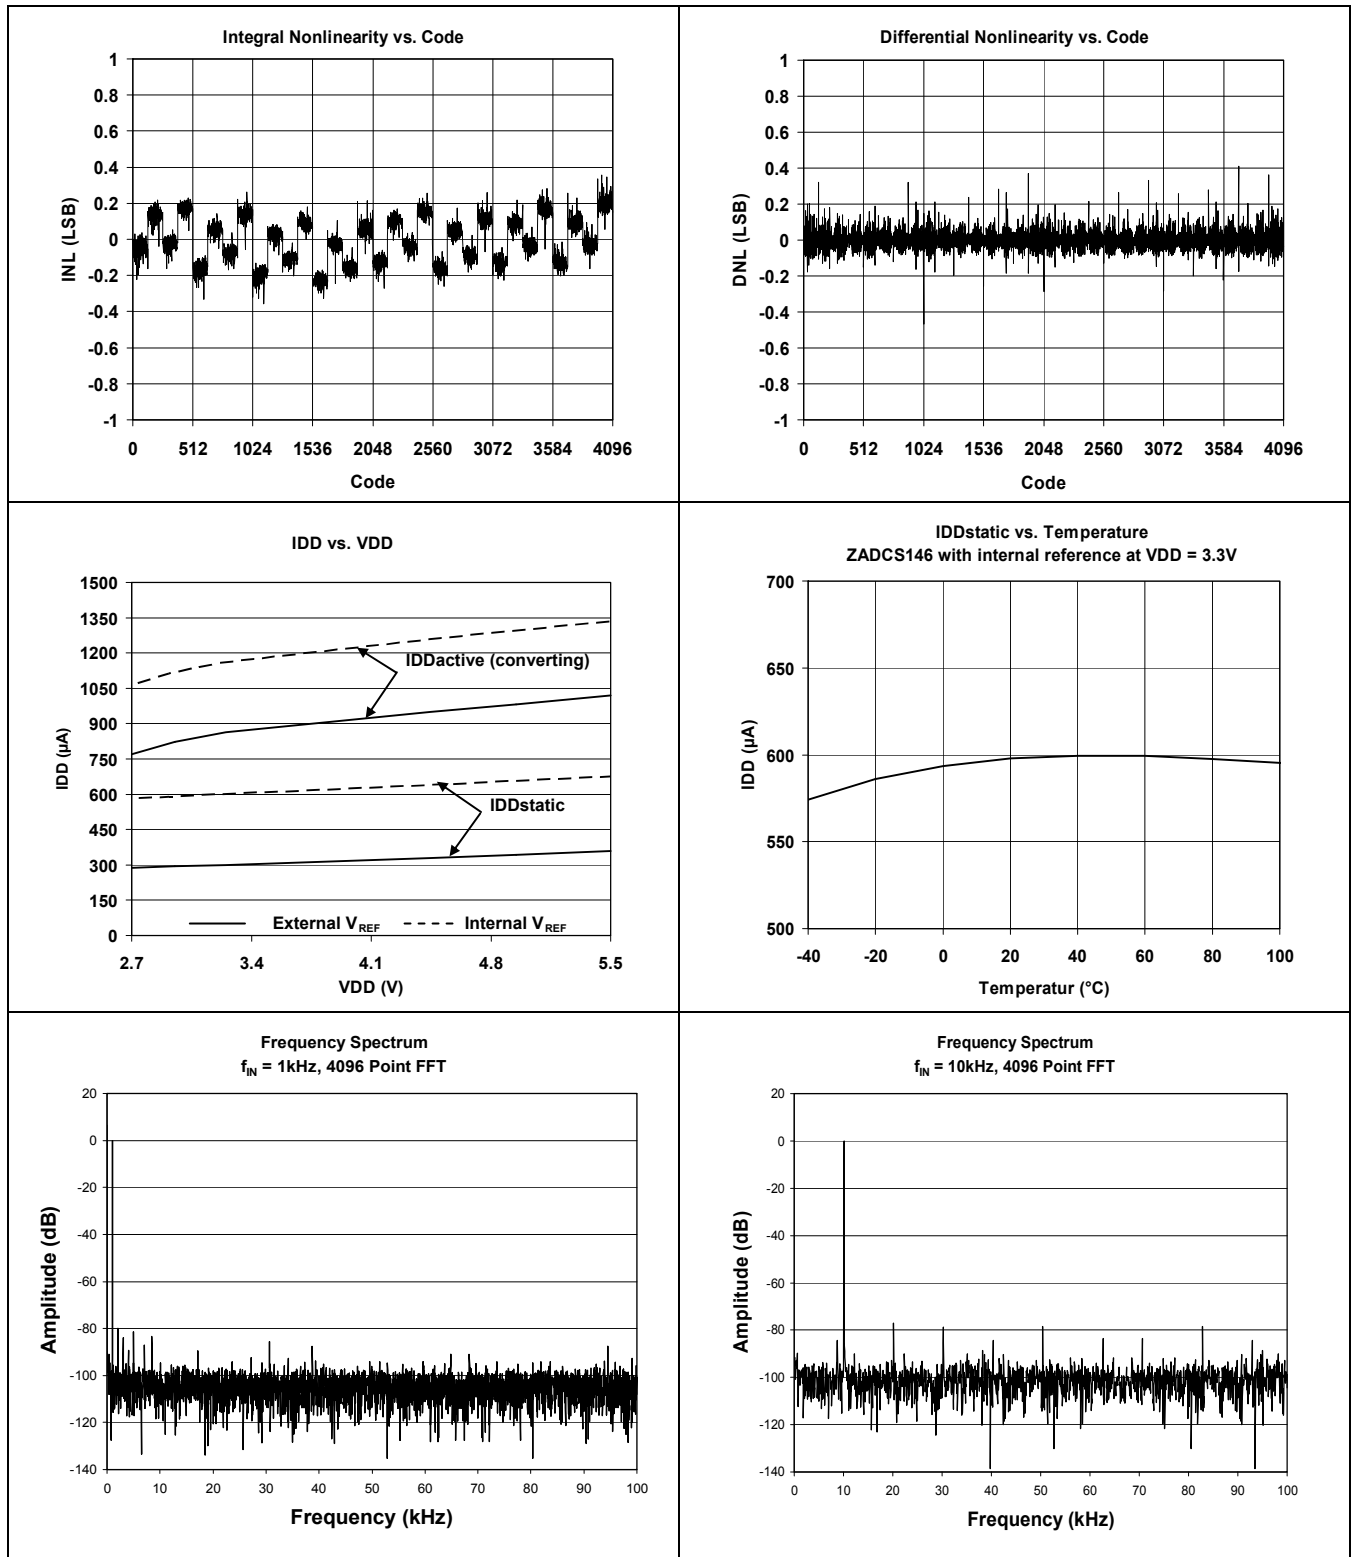 Integral Nonlinearity vs. Code
1
0.8
0.6
0.4
0.2
0
-0.2
-0.4
-0.6
-0.8
-1
INL (LSB)
0 512 1024 1536 2048 2560 3072 3584 4096
Code
Differential Nonlinearity vs. Code
1
0.8
0.6
0.4
0.2
0
-0.2
-0.4
-0.6
-0.8
-1
DNL (LSB)
0 512 1024 1536 2048 2560 3072 3584 4096
Code
IDD vs. VDD
1500
1350
1200
1050
900
750
600
450
300
150
0
IDD (µA)
IDDactive (converting)
IDDstatic
External VREF Internal VREF
2.7 3.4 4.1 4.8 5.5
VDD (V)
IDDstatic vs. Temperature
ZADCS146 with internal reference at VDD = 3.3V
700
650
600
550
500
IDD (µA)
-40 -20 0 20 40 60 80 100
Temperatur (°C)
Frequency Spectrum
fIN = 1kHz, 4096 Point FFT
20
0
-20
-40
-60
-80
-100
-120
-140
Amplitude (dB)
0 10 20 30 40 50 60 70 80 90 100
Frequency (kHz)
Frequency Spectrum
fIN = 10kHz, 4096 Point FFT
20
0
-20
-40
-60
-80
-100
-120
-140
Amplitude (dB)
0 10 20 30 40 50 60 70 80 90 100
Frequency (kHz)